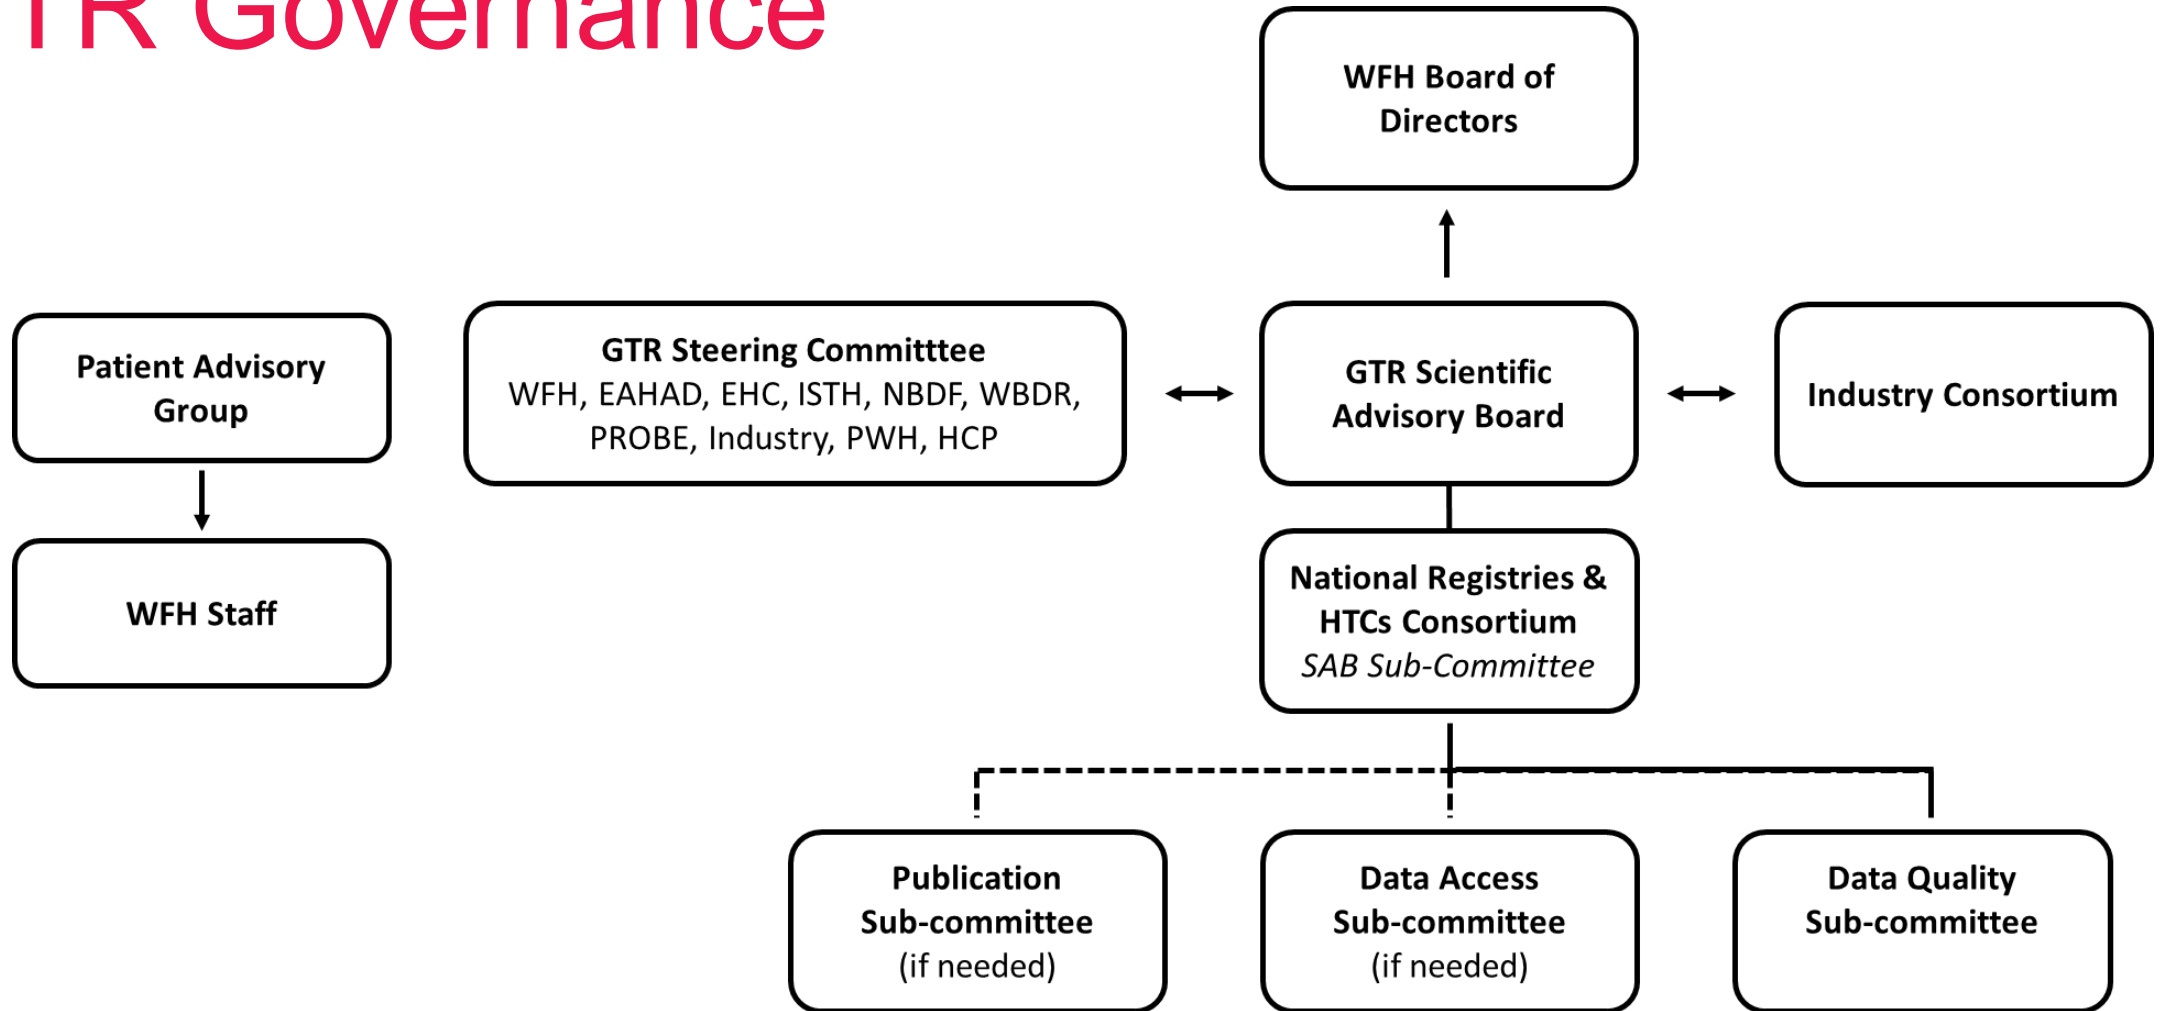 TR Governance
WFH Board of
Directors
Patient Advisory
Group
GTR Steering Committtee
WFH, EAHAD, EHC, ISTH, NBDF, WBDR,
PROBE, Industry, PWH, HCP
GTR Scientific
Advisory Board
Industry Consortium
WFH Staff
National Registries &
HTCs Consortium
SAB Sub-Committee
Publication
Sub-committee
(if needed)
Data Access
Sub-committee
(if needed)
Data Quality
Sub-committee